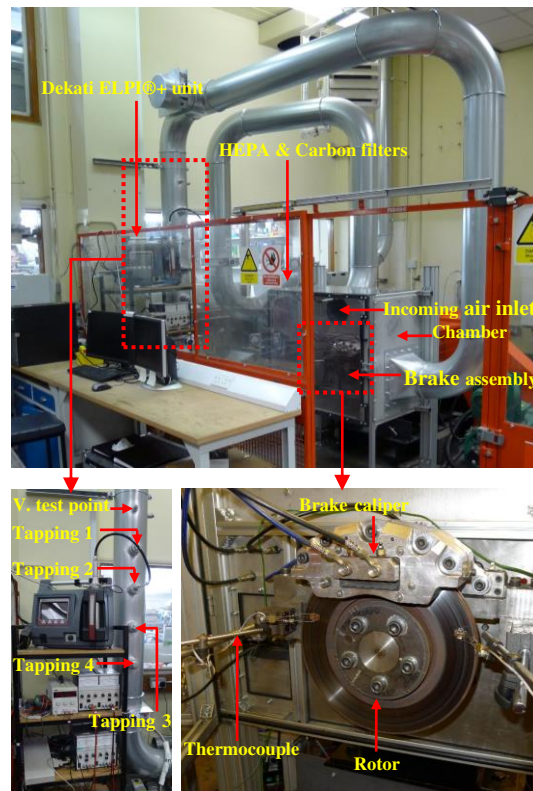 Dekati ELPI®+ unit
HEPA & Carbon filters
Incoming air inlet
Chamber
Brake assembly
V. test point
Tapping 1
Tapping 2
Tapping 4
Tapping 3
Brake caliper
Thermocouple
Rotor